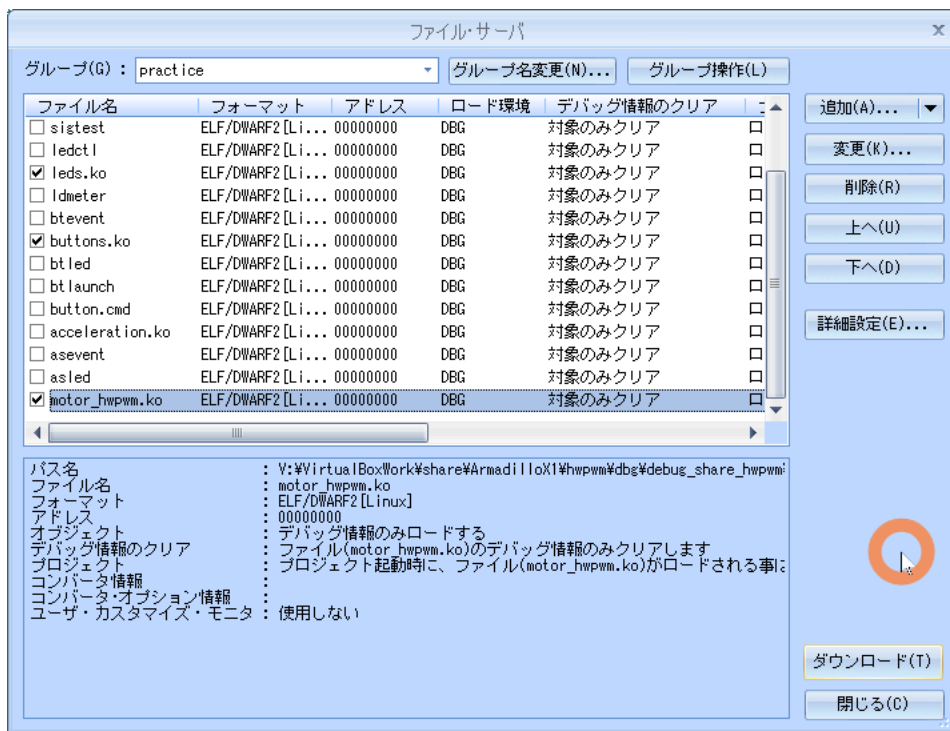 ファイル・サーバ
グループ(G) : practice グループ名変更(N)... グループ操作(L)
ファイル名 フォーマット アドレス ロード環境 デバッグ情報のクリア
sigtest ELF/DWARF2[Li... 00000000 DBG 対象のみクリア ロ
ledctl ELF/DWARF2[Li... 00000000 DBG 対象のみクリア ロ
leds.ko ELF/DWARF2[Li... 00000000 DBG 対象のみクリア ロ
ldmeter ELF/DWARF2[Li... 00000000 DBG 対象のみクリア ロ
btevent ELF/DWARF2[Li... 00000000 DBG 対象のみクリア ロ
buttons.ko ELF/DWARF2[Li... 00000000 DBG 対象のみクリア ロ
btled ELF/DWARF2[Li... 00000000 DBG 対象のみクリア ロ
btlaunch ELF/DWARF2[Li... 00000000 DBG 対象のみクリア ロ
button.cmd ELF/DWARF2[Li... 00000000 DBG 対象のみクリア ロ
acceleration.ko ELF/DWARF2[Li... 00000000 DBG 対象のみクリア ロ
asevent ELF/DWARF2[Li... 00000000 DBG 対象のみクリア ロ
asled ELF/DWARF2[Li... 00000000 DBG 対象のみクリア ロ
motor_hwpwm.ko ELF/DWARF2[Li... 00000000 DBG 対象のみクリア ロ
追加(A)...
変更(K)...
削除(R)
上へ(U)
下へ(D)
詳細設定(E)...
パス名 : V:¥VirtualBoxWork¥share¥ArmadilloX1¥hwpwm¥dbg¥debug_share_hwpwm
ファイル名 : motor_hwpwm.ko
フォーマット : ELF/DWARF2[Linux]
アドレス : 00000000
オブジェクト : デバッグ情報のみロードする
デバッグ情報のクリア : ファイル(motor_hwpwm.ko)のデバッグ情報のみクリアします
プロジェクト : プロジェクト起動時に、ファイル(motor_hwpwm.ko)がロードされる事に
コンバータ情報 :
コンバータ・オプション情報 :
ユーザ・カスタマイズ・モニタ : 使用しない
ダウンロード(T)
閉じる(C)